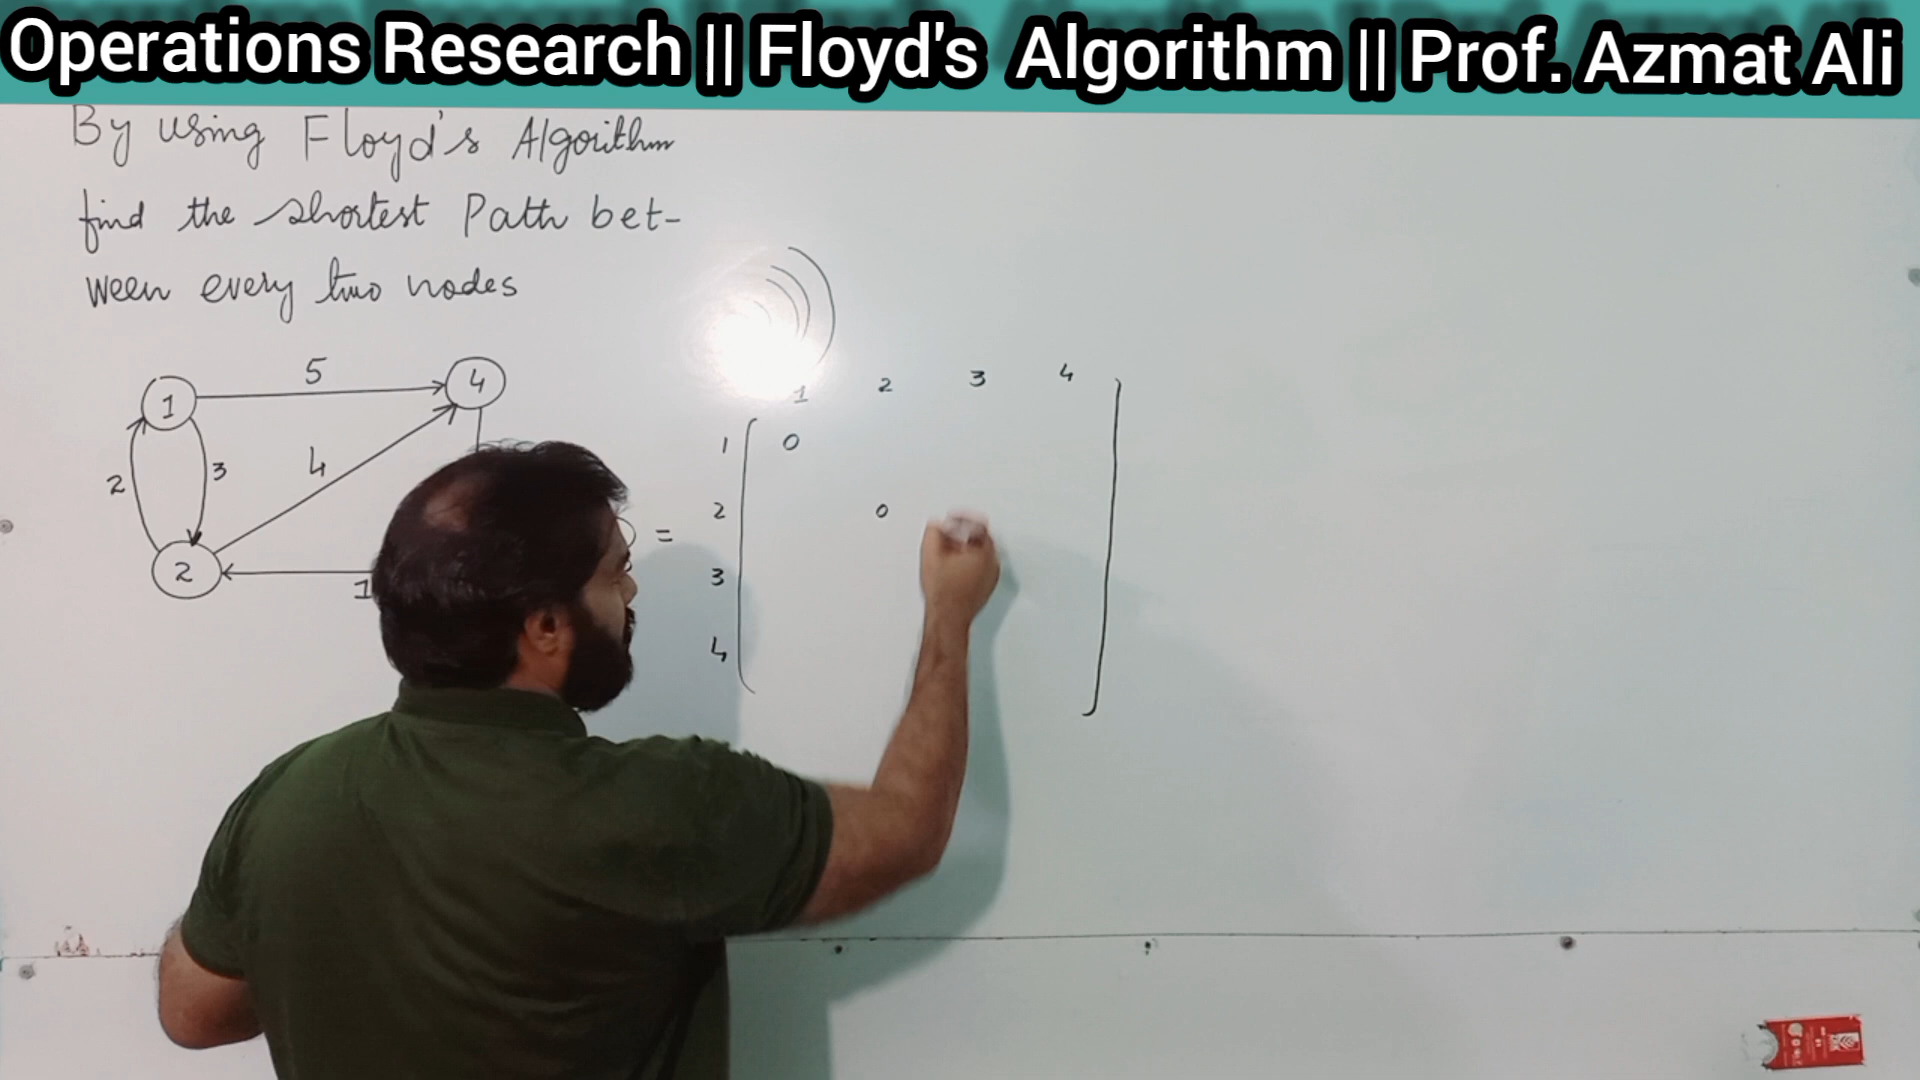 Operations Research || Floyd's Algorithm || Prof. Azmat Ali
By using Floyd's Algorithm
find the shortest Path bet-
ween every two nodes
5
1
4
2
3
4
2
1
=
1 2 3 4
1 0
2 0
3
4